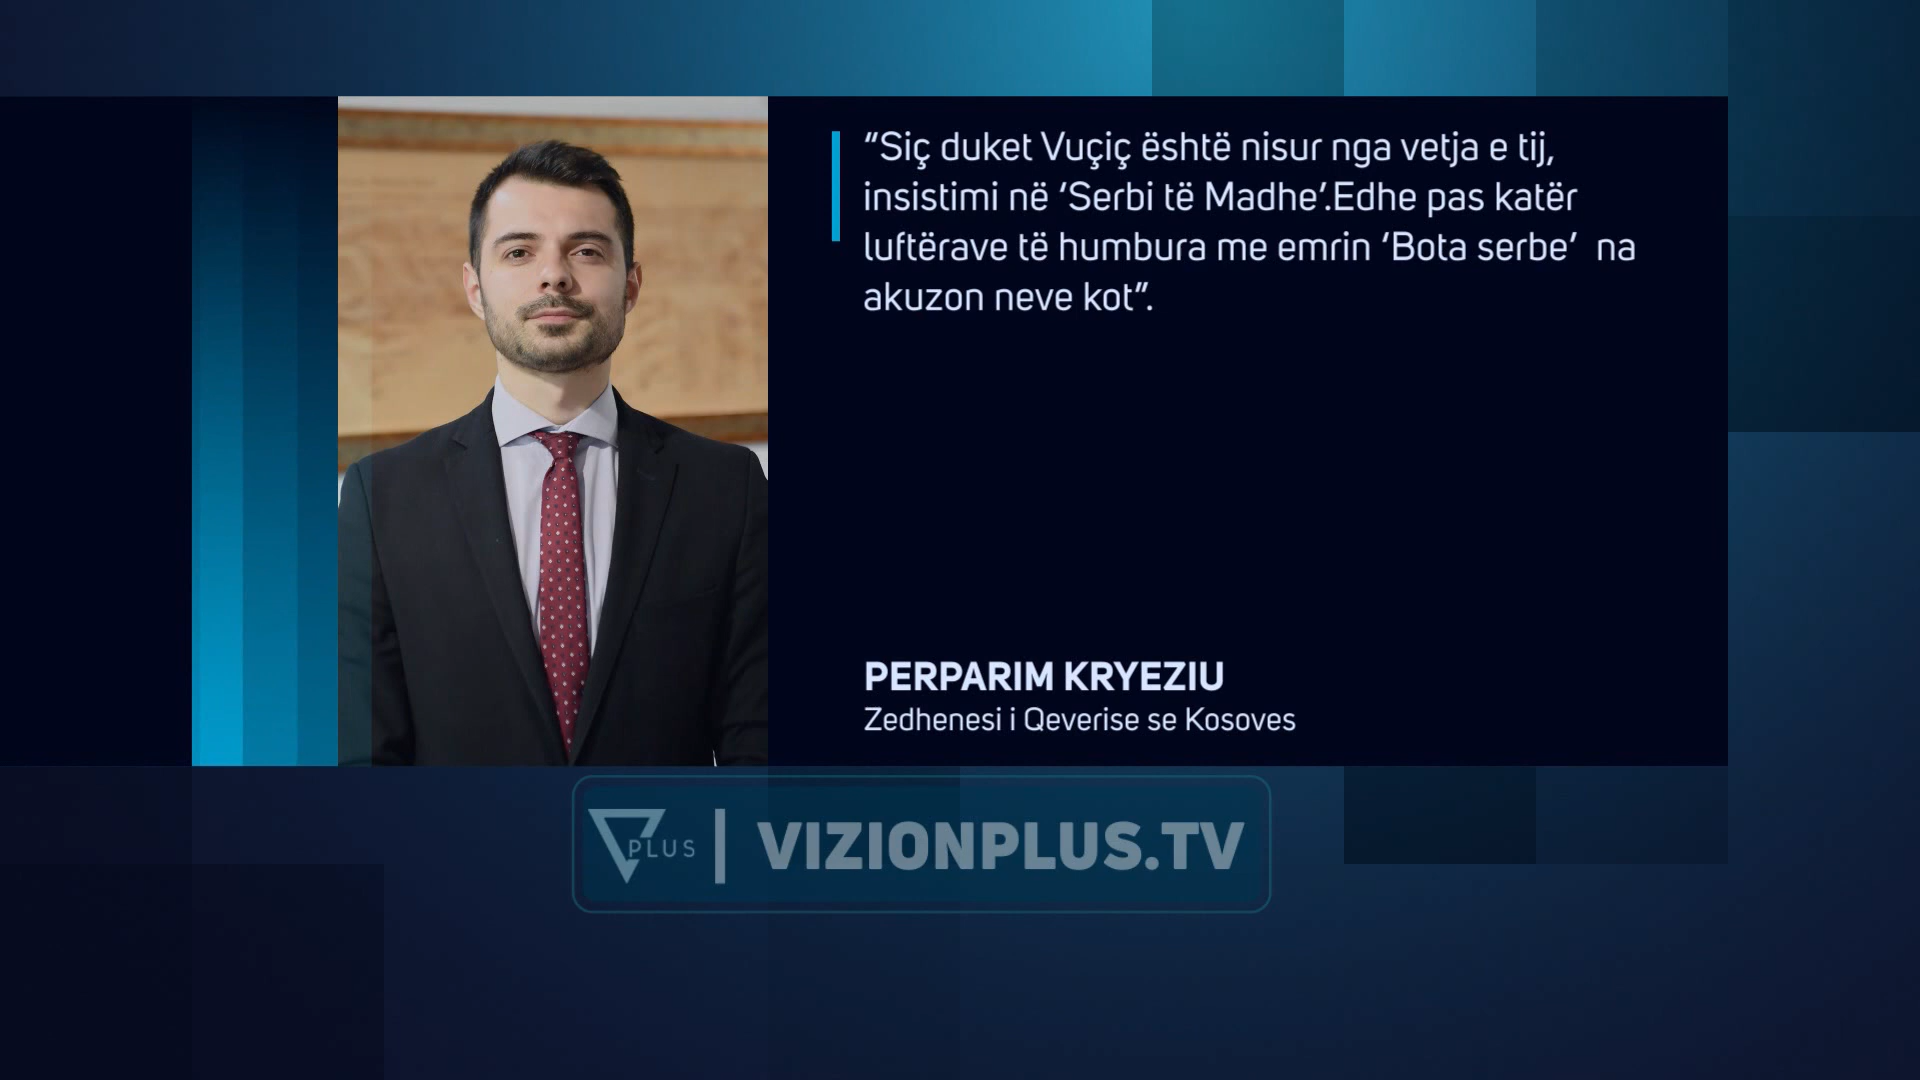 “Siç duket Vuçiç është nisur nga vetja e tij,
insistimi në ‘Serbi të Madhe’.Edhe pas katër
luftërave të humbura me emrin ‘Bota serbe’  na
akuzon neve kot”.
PERPARIM KRYEZIU
Zedhenesi i Qeverise se Kosoves
PLUS | VIZIONPLUS.TV